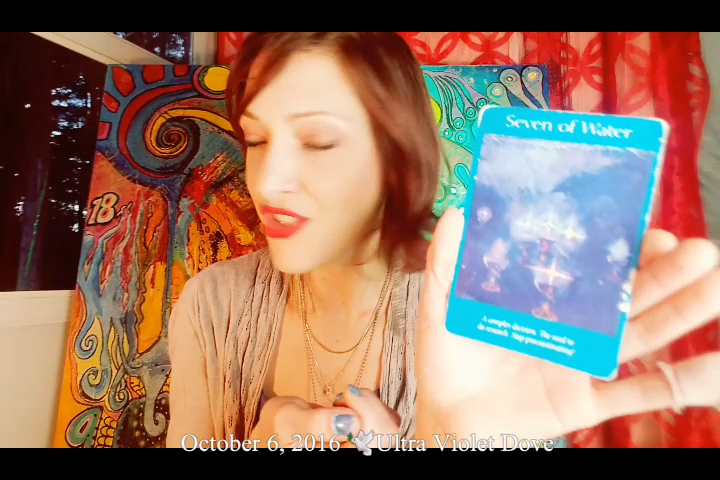 Seven of Water
18
A complex decision. The need to
do research. Stop procrastinating!
October 6, 2016 🕊Ultra Violet Dove